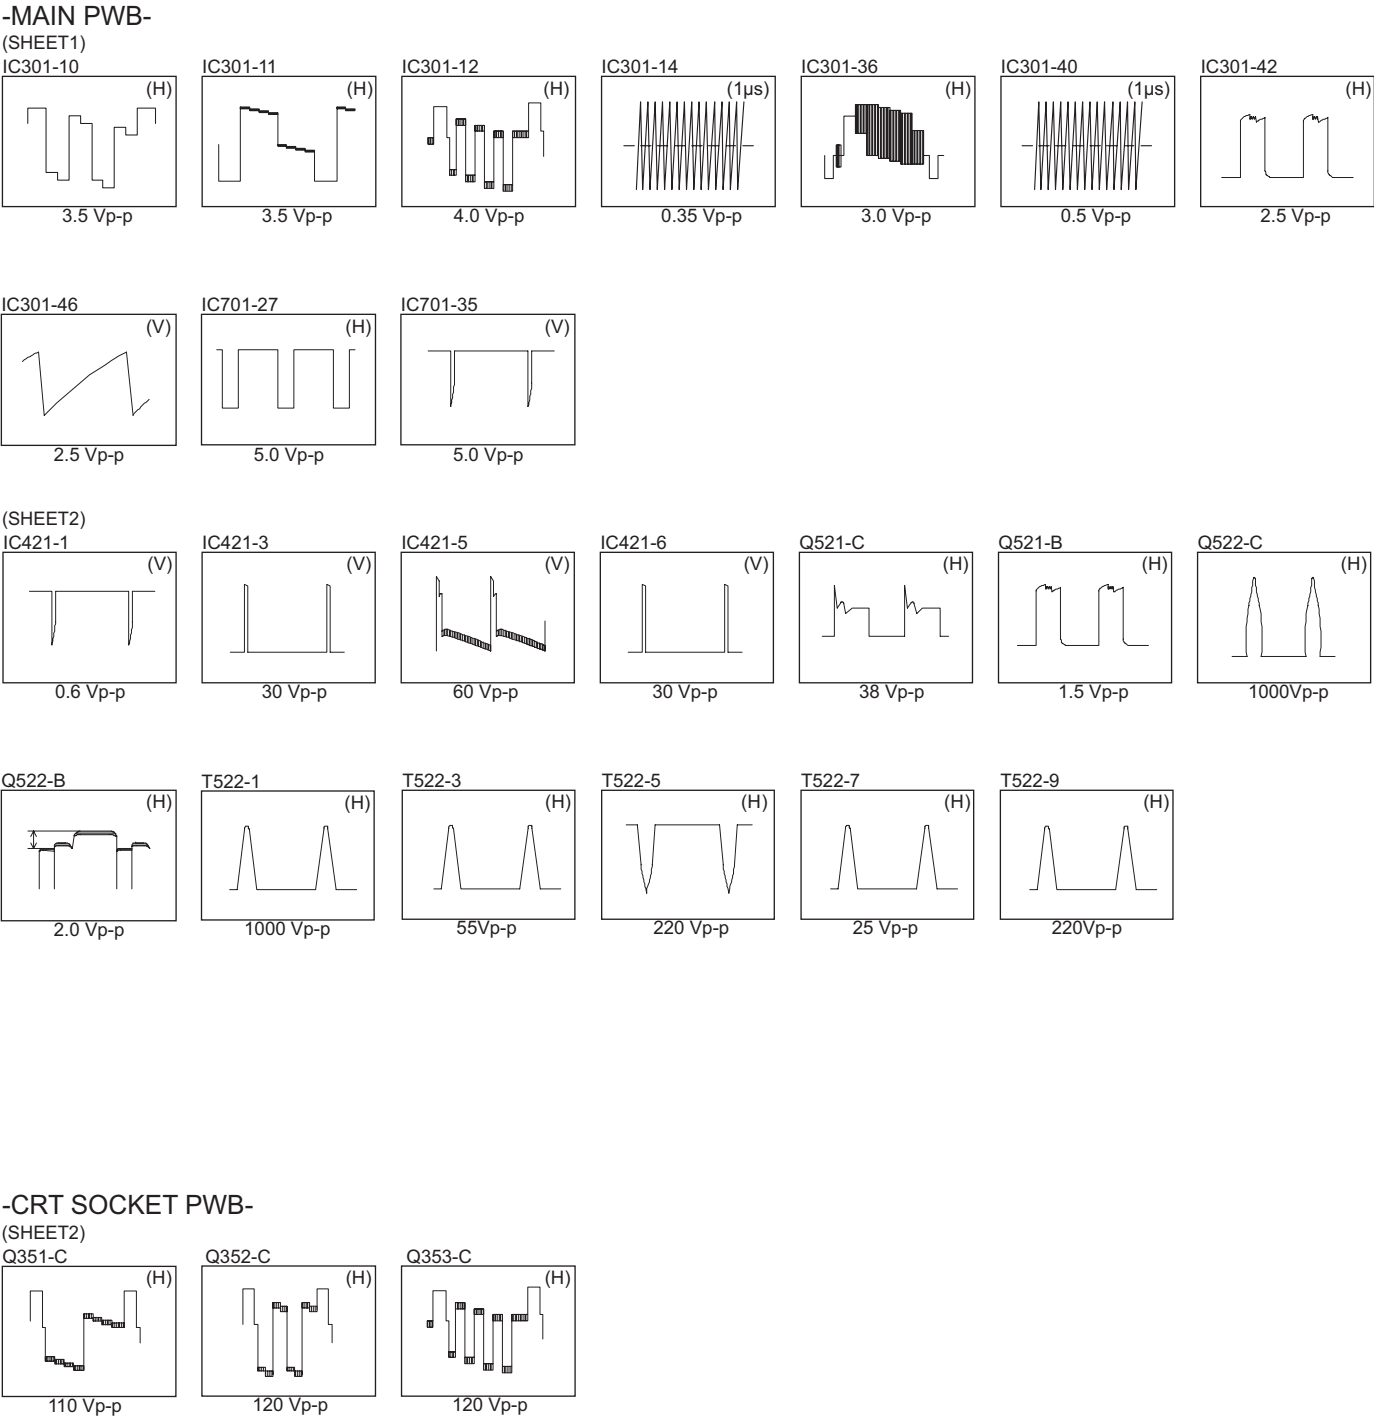 -MAIN PWB-
(SHEET1)
IC301-10 IC301-11 IC301-12 IC301-14 IC301-36 IC301-40 IC301-42
(H) (H) (H) (1µs) (H) (1µs) (H)
3.5 Vp-p 3.5 Vp-p 4.0 Vp-p 0.35 Vp-p 3.0 Vp-p 0.5 Vp-p 2.5 Vp-p
IC301-46 IC701-27 IC701-35
(V) (H) (V)
2.5 Vp-p 5.0 Vp-p 5.0 Vp-p
(SHEET2)
IC421-1 IC421-3 IC421-5 IC421-6 Q521-C Q521-B Q522-C
(V) (V) (V) (V) (H) (H) (H)
0.6 Vp-p 30 Vp-p 60 Vp-p 30 Vp-p 38 Vp-p 1.5 Vp-p 1000Vp-p
Q522-B T522-1 T522-3 T522-5 T522-7 T522-9
(H) (H) (H) (H) (H) (H)
2.0 Vp-p 1000 Vp-p 55Vp-p 220 Vp-p 25 Vp-p 220Vp-p
-CRT SOCKET PWB-
(SHEET2)
Q351-C Q352-C Q353-C
(H) (H) (H)
110 Vp-p 120 Vp-p 120 Vp-p